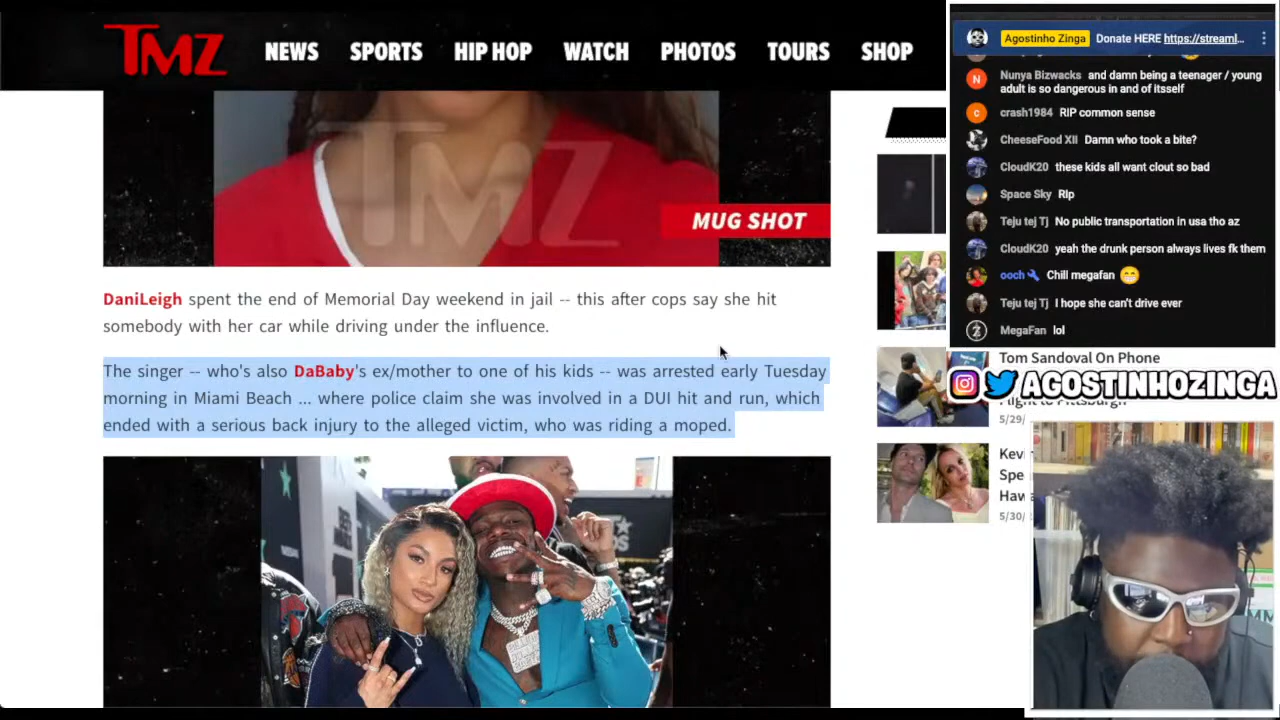 TMZ
NEWS SPORTS HIP HOP WATCH PHOTOS TOURS SHOP
TMZ
MUG SHOT
DaniLeigh spent the end of Memorial Day weekend in jail -- this after cops say she hit
somebody with her car while driving under the influence.
The singer -- who's also DaBaby's ex/mother to one of his kids -- was arrested early Tuesday
morning in Miami Beach ... where police claim she was involved in a DUI hit and run, which
ended with a serious back injury to the alleged victim, who was riding a moped.
Agostinho Zinga Donate HERE https://streaml...
Nunya Bizwacks and damn being a teenager / young
adult is so dangerous in and of itsself
crash1984 RIP common sense
CheeseFood XII Damn who took a bite?
CloudK20 these kids all want clout so bad
Space Sky RIp
Teju tej Tj No public transportation in usa tho az
CloudK20 yeah the drunk person always lives fk them
ooch Chill megafan
Teju tej Tj I hope she can't drive ever
MegaFan lol
Tom Sandoval On Phone
AGOSTINHOZINGA
Flight to Pittsburgh
5/29/
Kevi
Spe
Haw
5/30/